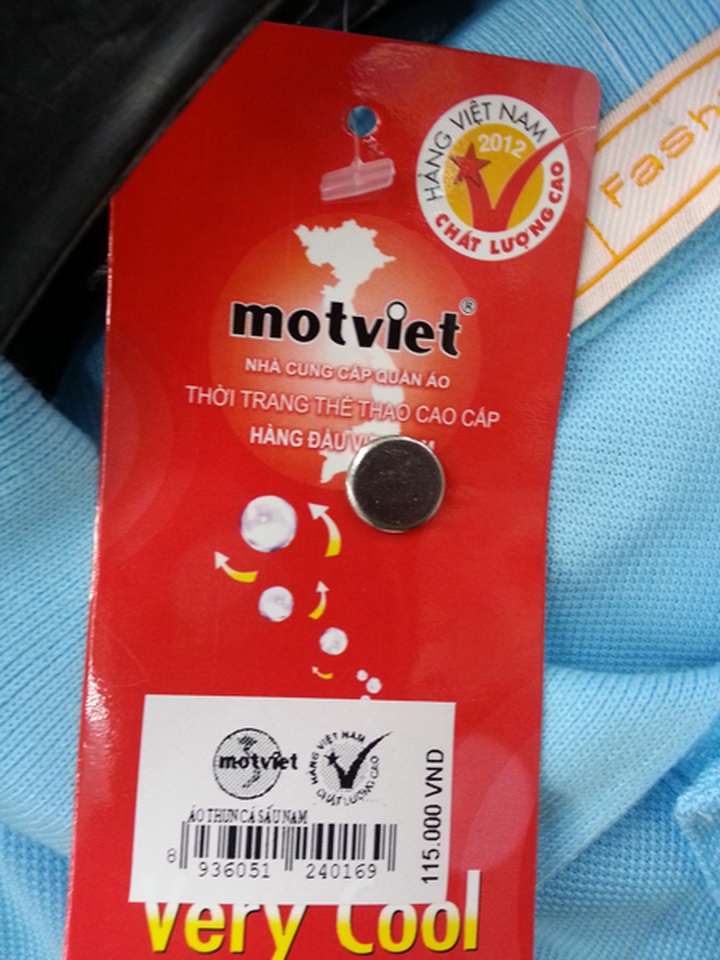 HÀNG VIỆT NAM
2012
CHẤT LƯỢNG CAO
Fash
motviet®
NHÀ CUNG CẤP QUẦN ÁO
THỜI TRANG THỂ THAO CAO CẤP
HÀNG ĐẦU
motviet
HÀNG VIỆT NAM
CHẤT LƯỢNG CAO
ÁO THUN CÁ SẤU NAM
8 936051 240169
115.000 VND
Very Cool